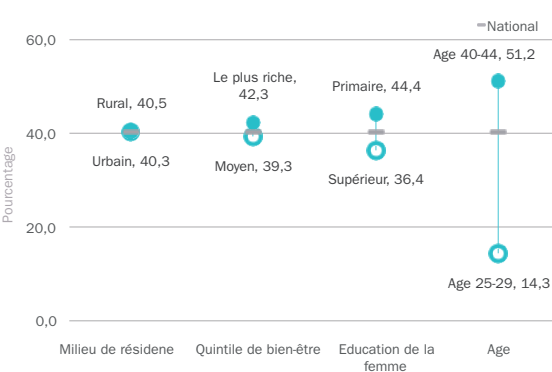 National
60,0
Age 40-44, 51,2
Le plus riche,
42,3
Primaire, 44,4
Rural, 40,5
40,0
Urbain, 40,3
Moyen, 39,3
Supérieur, 36,4
Pourcentage
20,0
Age 25-29, 14,3
0,0
Milieu de résidene
Quintile de bien-être
Education de la
femme
Age